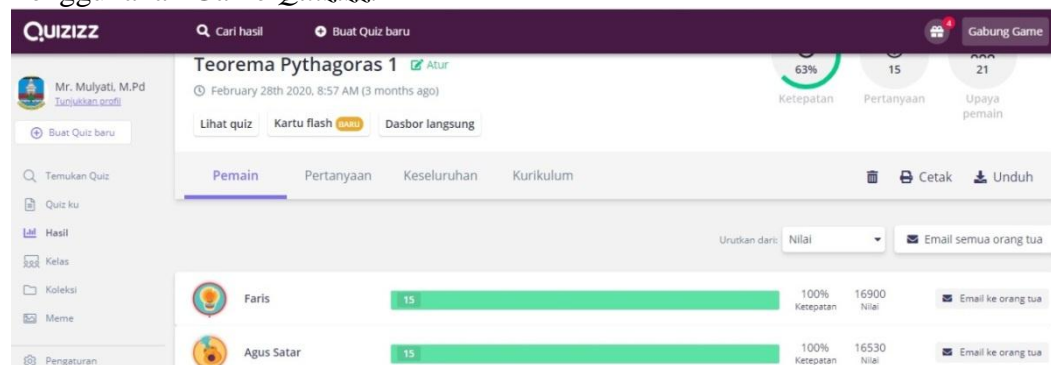 QUIZIZZ
Cari hasil
Buat Quiz baru
4
Gabung Game
Mr. Mulyati, M.Pd
Tunjukkan profil
Buat Quiz baru
Temukan Quiz
Quiz ku
Hasil
Kelas
Koleksi
Meme
Pengaturan
Teorema Pythagoras 1 Atur
February 28th 2020, 8:57 AM (3 months ago)
Lihat quiz Kartu flash BARU Dasbor langsung
63% 15 21
Ketepatan Pertanyaan Upaya
pemain
Pemain Pertanyaan Keseluruhan Kurikulum Cetak Unduh
Urutkan dari: Nilai Email semua orang tua
Faris 15 100% 16900 Email ke orang tua
Ketepatan Nilai
Agus Satar 15 100% 16530 Email ke orang tua
Ketepatan Nilai